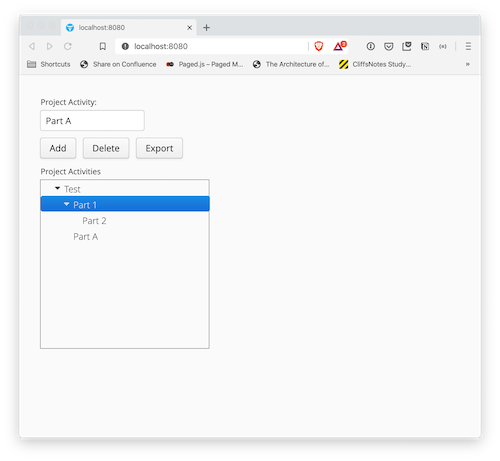 localhost:8080
localhost:8080
2
Shortcuts Share on Confluence Paged.js – Paged M... The Architecture of... CliffsNotes Study... »
Project Activity:
Part A
Add Delete Export
Project Activities
Test
Part 1
Part 2
Part A